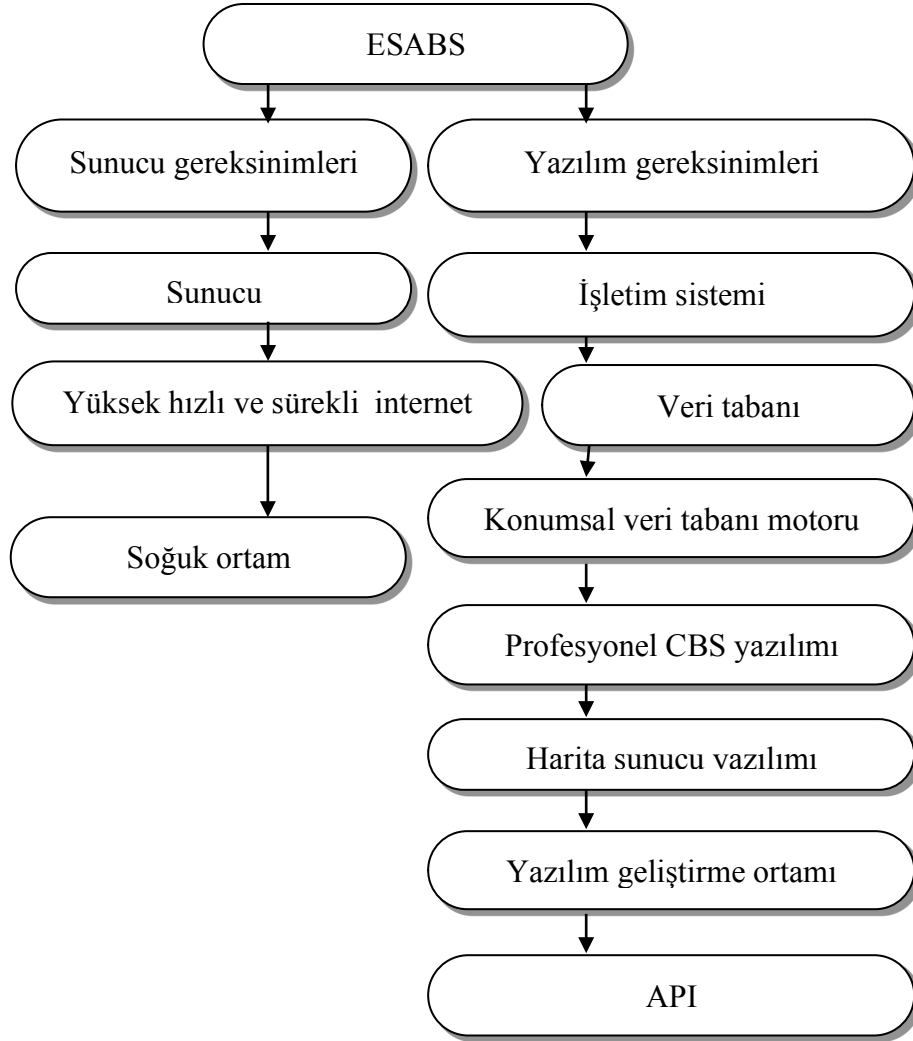 ESABS
Sunucu gereksinimleri
Yazılım gereksinimleri
Sunucu
İşletim sistemi
Yüksek hızlı ve sürekli internet
Veri tabanı
Konumsal veri tabanı motoru
Soğuk ortam
Profesyonel CBS yazılımı
Harita sunucu vazılımı
Yazılım geliştirme ortamı
API